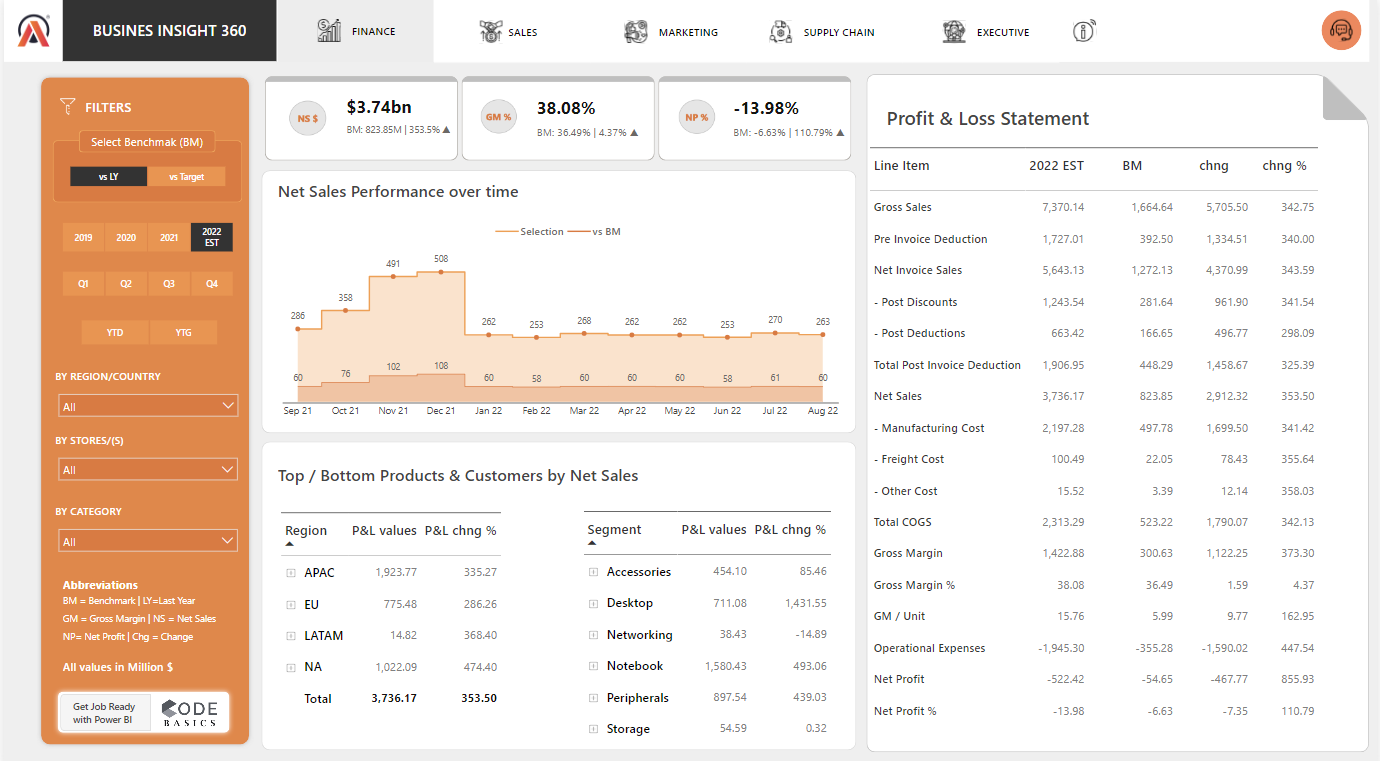 BUSINES INSIGHT 360
FINANCE
SALES
MARKETING
SUPPLY CHAIN
EXECUTIVE
FILTERS
Select Benchmak (BM)
vs LY vs Target
2019 2020 2021 2022 EST
Q1 Q2 Q3 Q4
YTD YTG
BY REGION/COUNTRY
All
BY STORES/(S)
All
BY CATEGORY
All
Abbreviations
BM = Benchmark | LY=Last Year
GM = Gross Margin | NS = Net Sales
NP= Net Profit | Chg = Change
All values in Million $
Get Job Ready
with Power BI
CODE
BASICS
NS $
$3.74bn
BM: 823.85M | 353.5% ▲
GM %
38.08%
BM: 36.49% | 4.37% ▲
NP %
-13.98%
BM: -6.63% | 110.79% ▲
Net Sales Performance over time
Selection vs BM
286 358 491 508 262 253 268 262 262 253 270 263
60 76 102 108 60 58 60 60 60 58 61 60
Sep 21 Oct 21 Nov 21 Dec 21 Jan 22 Feb 22 Mar 22 Apr 22 May 22 Jun 22 Jul 22 Aug 22
Top / Bottom Products & Customers by Net Sales
Region P&L values P&L chng %
APAC 1,923.77 335.27
EU 775.48 286.26
LATAM 14.82 368.40
NA 1,022.09 474.40
Total 3,736.17 353.50
Segment P&L values P&L chng %
Accessories 454.10 85.46
Desktop 711.08 1,431.55
Networking 38.43 -14.89
Notebook 1,580.43 493.06
Peripherals 897.54 439.03
Storage 54.59 0.32
Profit & Loss Statement
Line Item 2022 EST BM chng chng %
Gross Sales 7,370.14 1,664.64 5,705.50 342.75
Pre Invoice Deduction 1,727.01 392.50 1,334.51 340.00
Net Invoice Sales 5,643.13 1,272.13 4,370.99 343.59
- Post Discounts 1,243.54 281.64 961.90 341.54
- Post Deductions 663.42 166.65 496.77 298.09
Total Post Invoice Deduction 1,906.95 448.29 1,458.67 325.39
Net Sales 3,736.17 823.85 2,912.32 353.50
- Manufacturing Cost 2,197.28 497.78 1,699.50 341.42
- Freight Cost 100.49 22.05 78.43 355.64
- Other Cost 15.52 3.39 12.14 358.03
Total COGS 2,313.29 523.22 1,790.07 342.13
Gross Margin 1,422.88 300.63 1,122.25 373.30
Gross Margin % 38.08 36.49 1.59 4.37
GM / Unit 15.76 5.99 9.77 162.95
Operational Expenses -1,945.30 -355.28 -1,590.02 447.54
Net Profit -522.42 -54.65 -467.77 855.93
Net Profit % -13.98 -6.63 -7.35 110.79